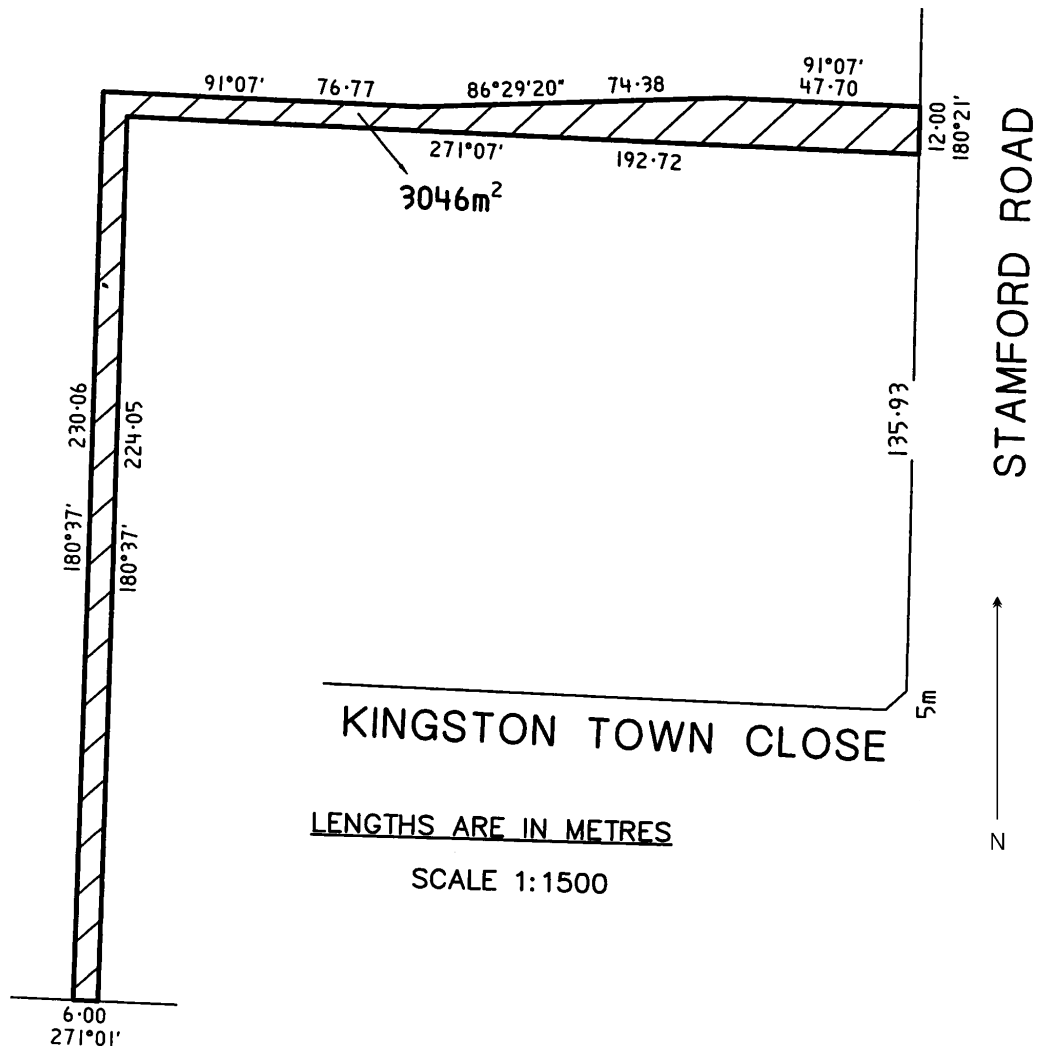 91°07'
76·77
86°29'20"
74·38
91°07'
47·70
12·00
180°21'
271°07'
192·72
3046m²
STAMFORD ROAD
230·06
180°37'
224·05
180°37'
135·93
5m
KINGSTON TOWN CLOSE
LENGTHS ARE IN METRES
SCALE 1:1500
N
6·00
271°01'